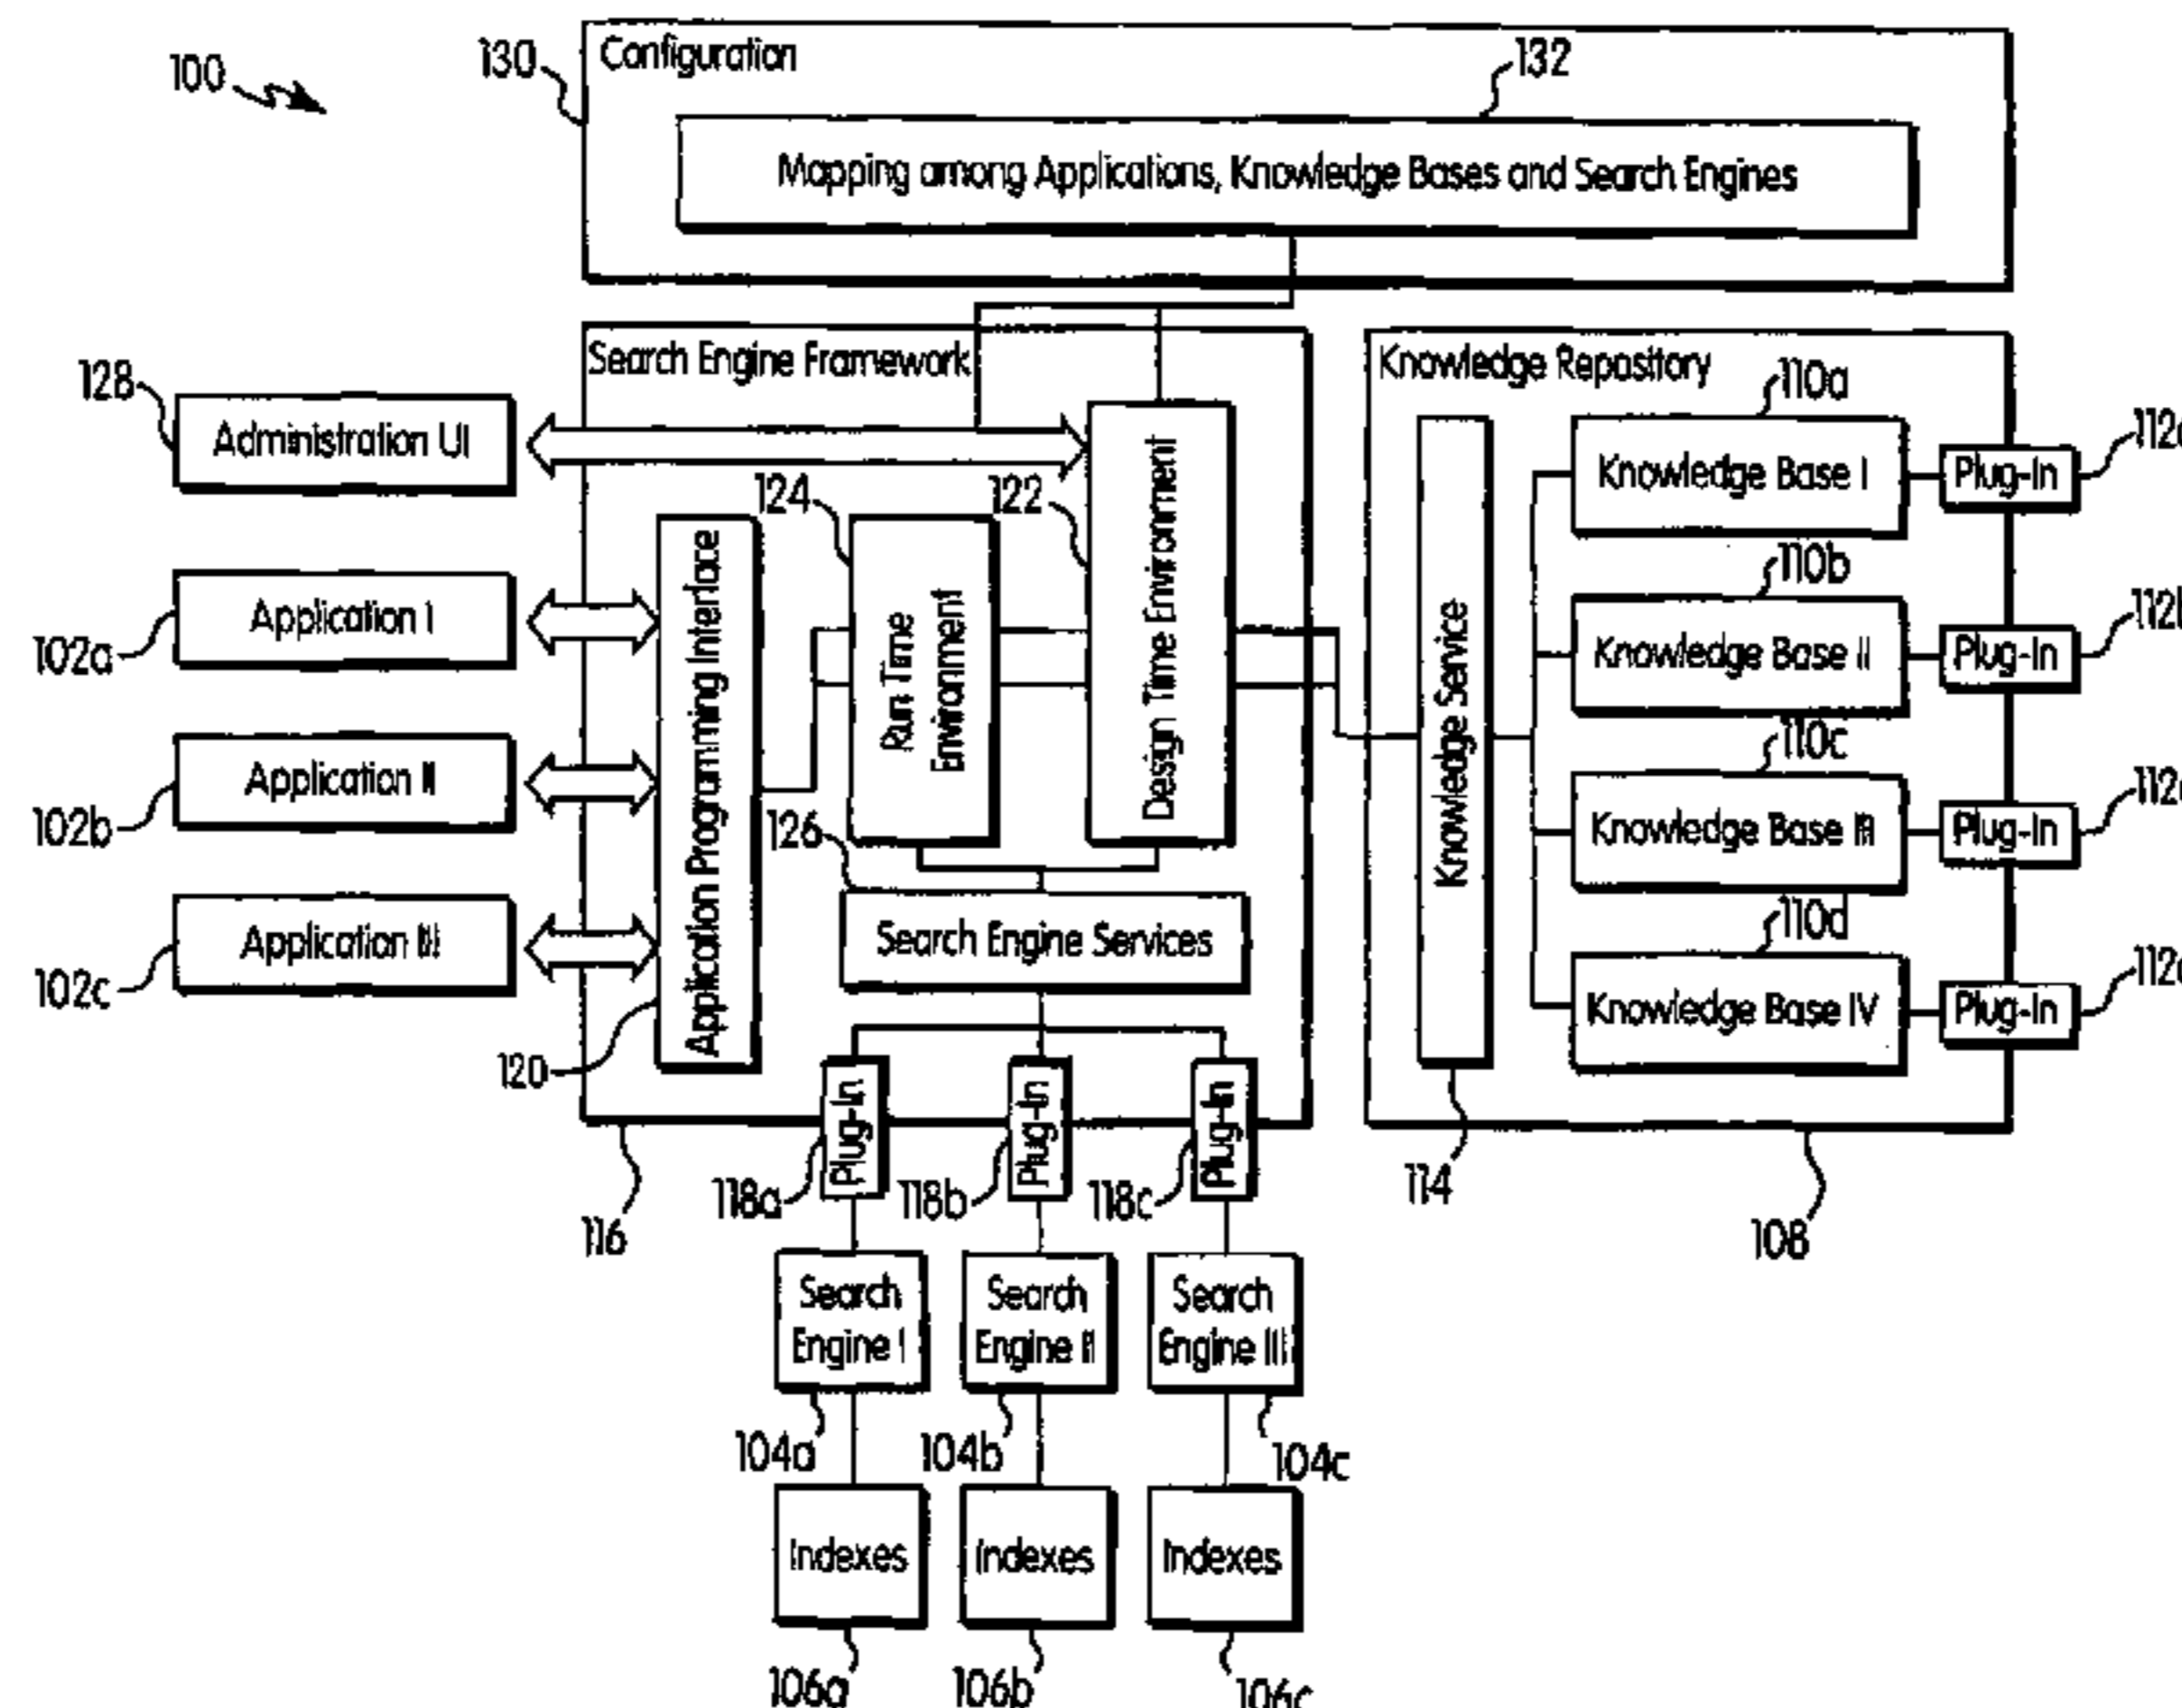 100
130
Configuration
132
Mapping among Applications, Knowledge Bases and Search Engines
Search Engine Framework
Knowledge Repository
128
Administration UI
110a
Knowledge Base I
Plug-In
124
122
102a
Application I
Application Programming Interface
Run Time
Environment
Design Time Environment
Knowledge Service
110b
Knowledge Base II
Plug-In
102b
Application II
126
110c
Knowledge Base III
Plug-In
102c
Application III
Search Engine Services
110d
Knowledge Base IV
Plug-In
120
116
118a
Plug-In
118b
Plug-In
118c
Plug-In
114
108
Search
Engine I
Search
Engine II
Search
Engine III
104a
104b
104c
Indexes
Indexes
Indexes
106a
106b
106c